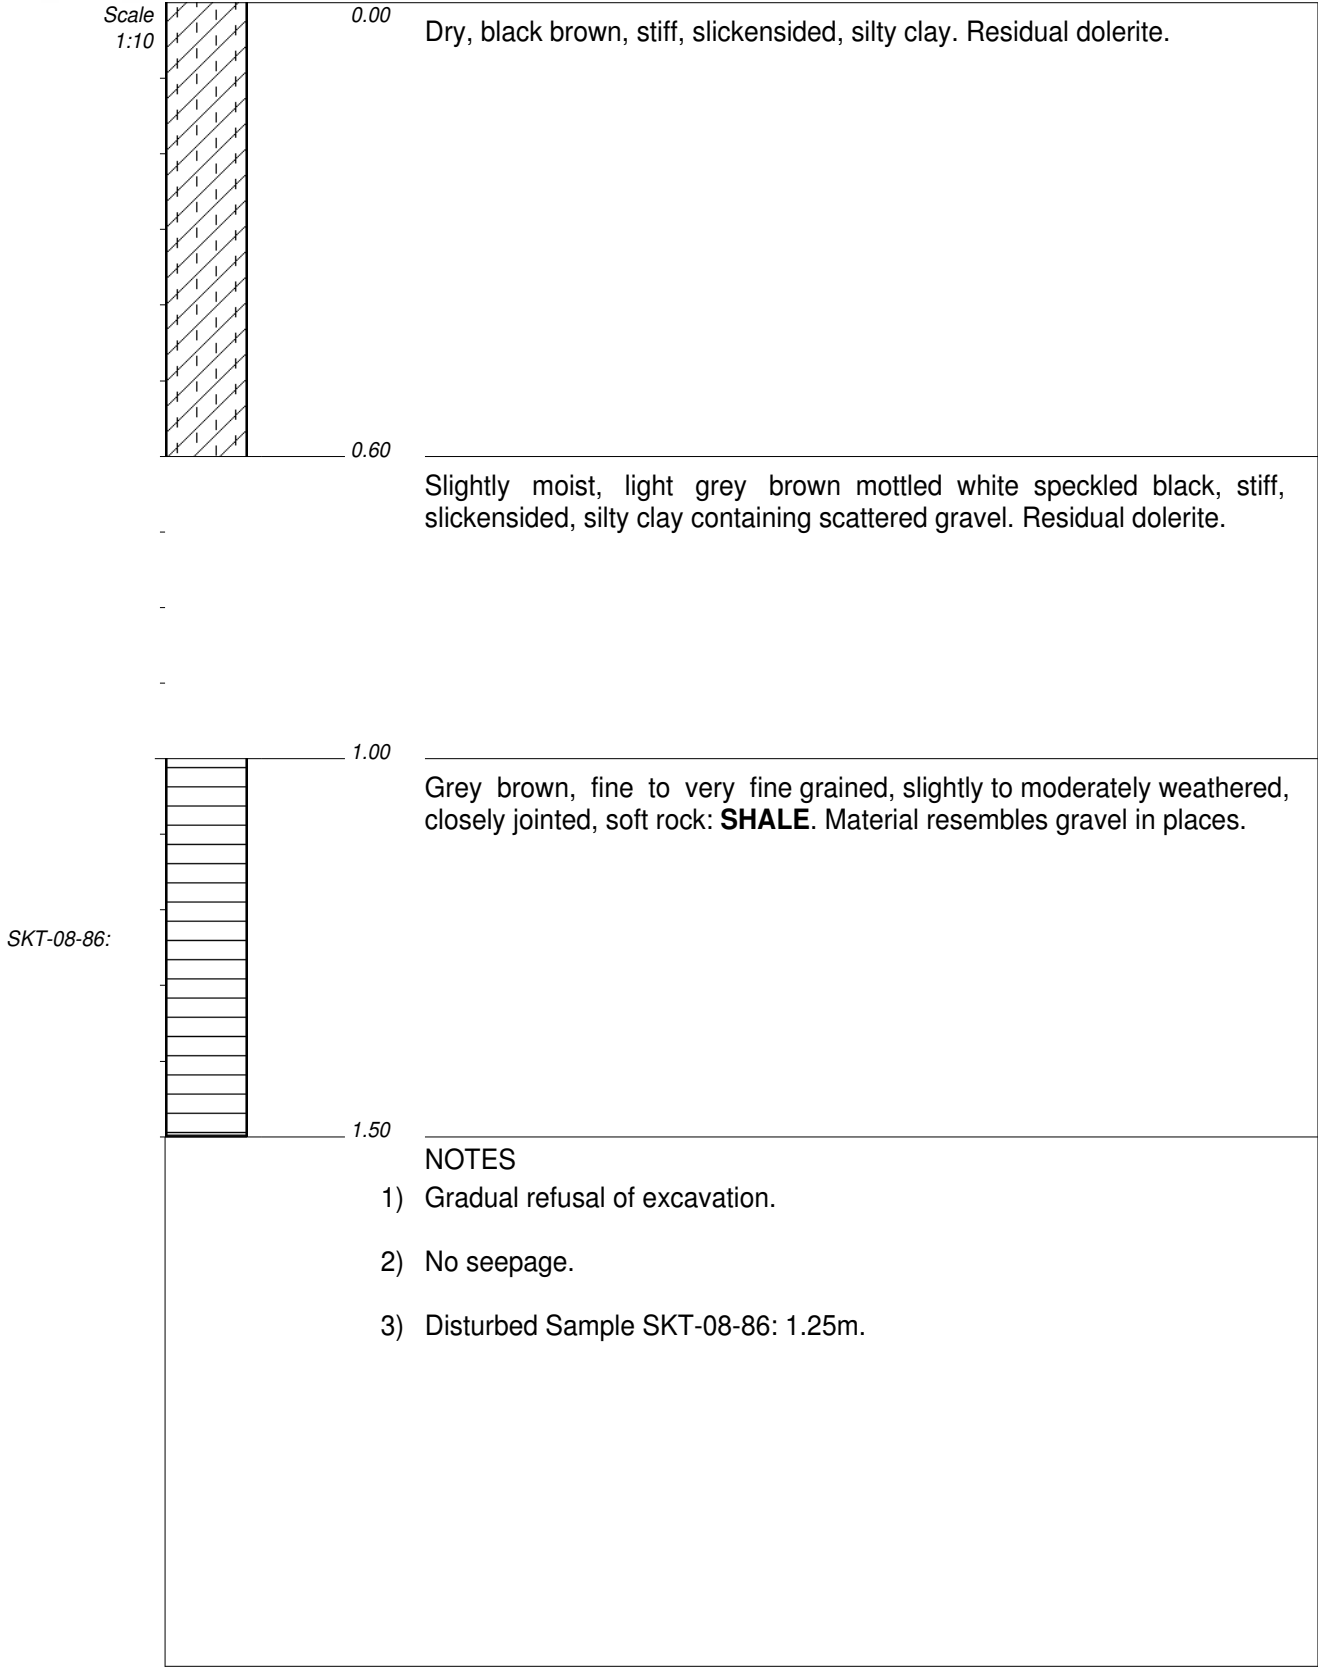 Scale
1:10
0.00
Dry, black brown, stiff, slickensided, silty clay. Residual dolerite.
0.60
Slightly moist, light grey brown mottled white speckled black, stiff,
slickensided, silty clay containing scattered gravel. Residual dolerite.
1.00
Grey brown, fine to very fine grained, slightly to moderately weathered,
closely jointed, soft rock: SHALE. Material resembles gravel in places.
SKT-08-86:
1.50
NOTES
1) Gradual refusal of excavation.
2) No seepage.
3) Disturbed Sample SKT-08-86: 1.25m.